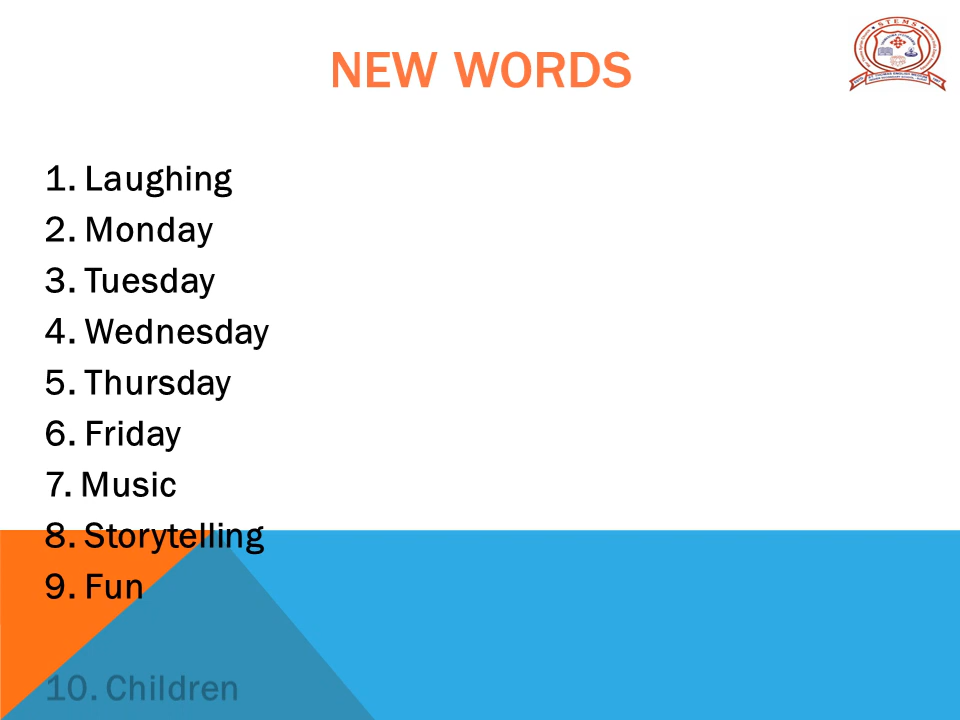 NEW WORDS
STEMS
1. Laughing
2. Monday
3. Tuesday
4. Wednesday
5. Thursday
6. Friday
7. Music
8. Storytelling
9. Fun
10. Children